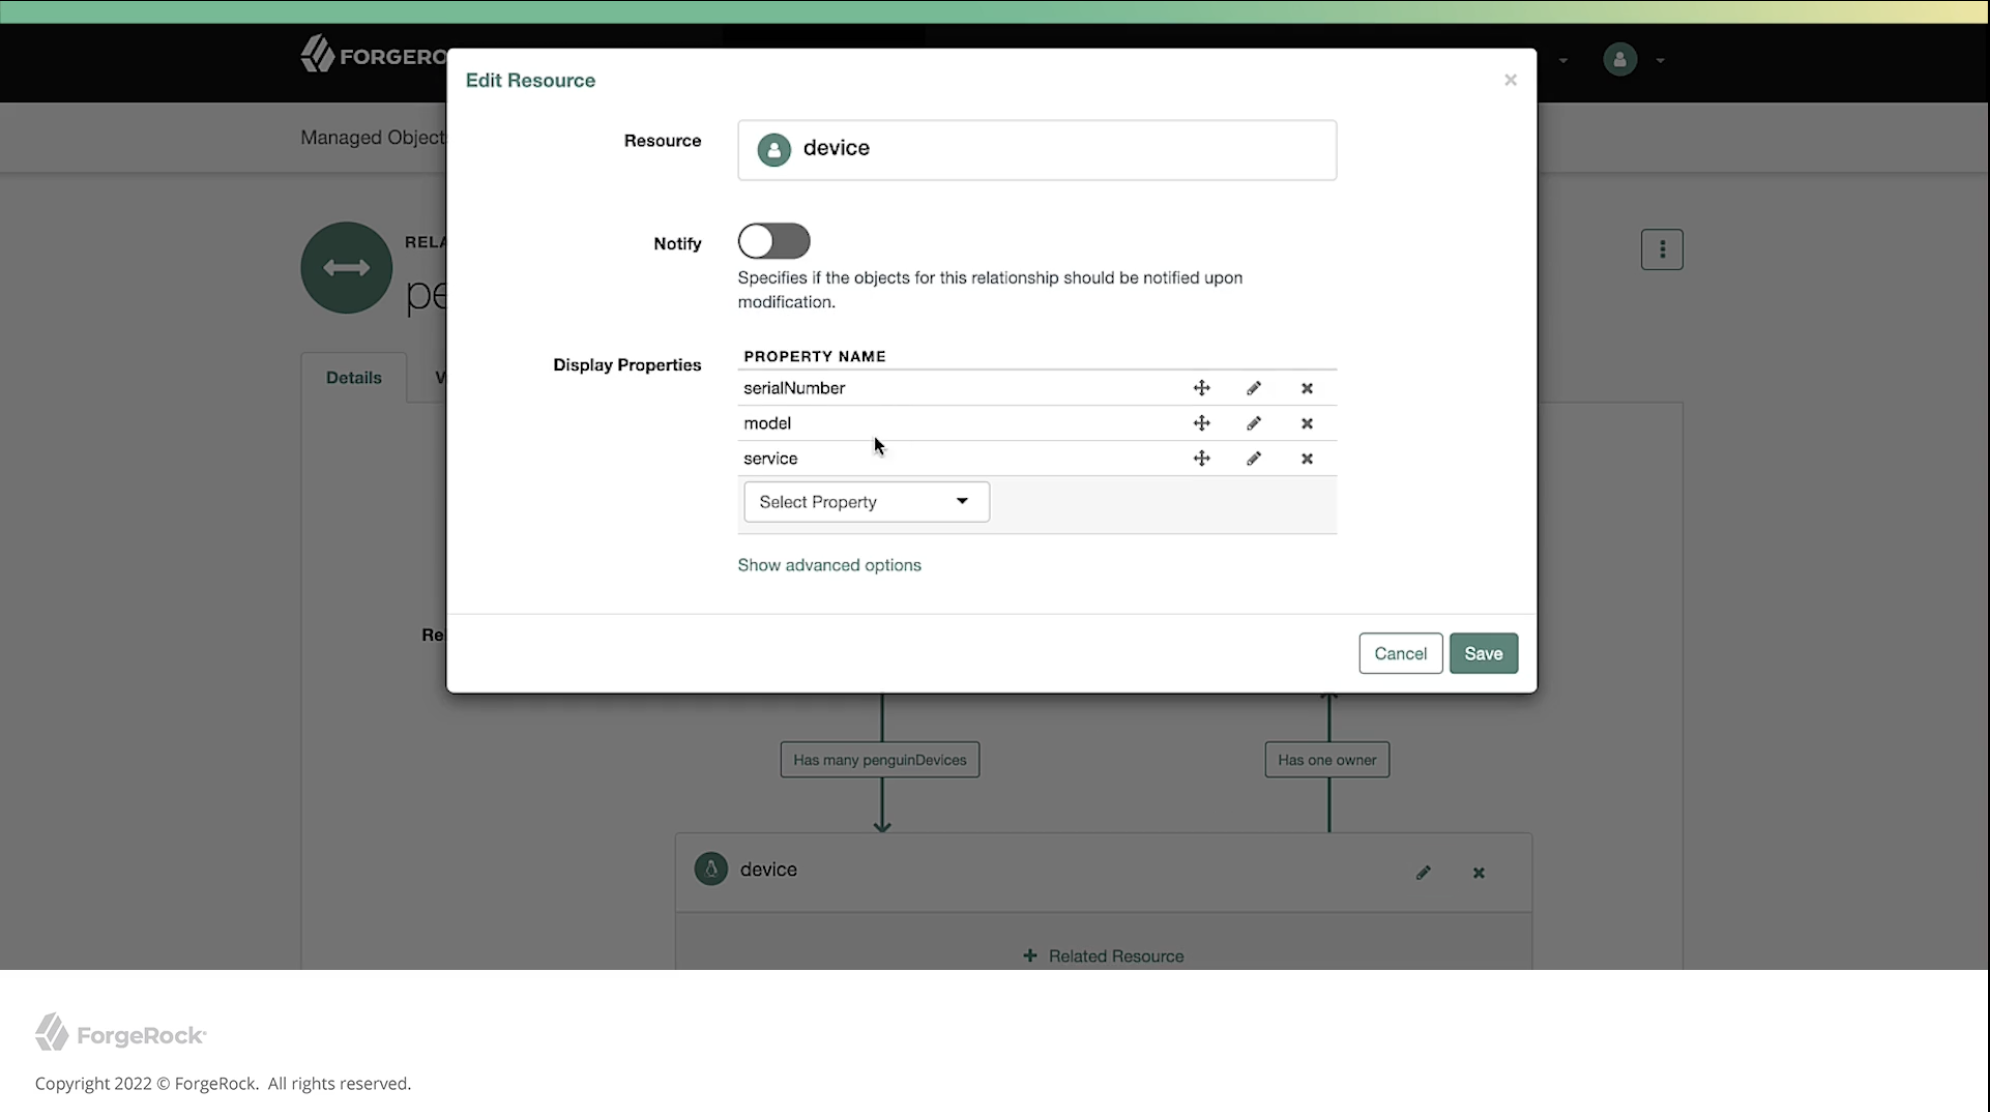 FORGERO
Edit Resource
×
Managed Object
Resource
device
RELA
pe
Notify
Specifies if the objects for this relationship should be notified upon
modification.
Display Properties
PROPERTY NAME
serialNumber
model
service
Select Property
Show advanced options
Details
V
Re
Cancel
Save
Has many penguinDevices
Has one owner
device
+ Related Resource
ForgeRock
Copyright 2022 © ForgeRock. All rights reserved.